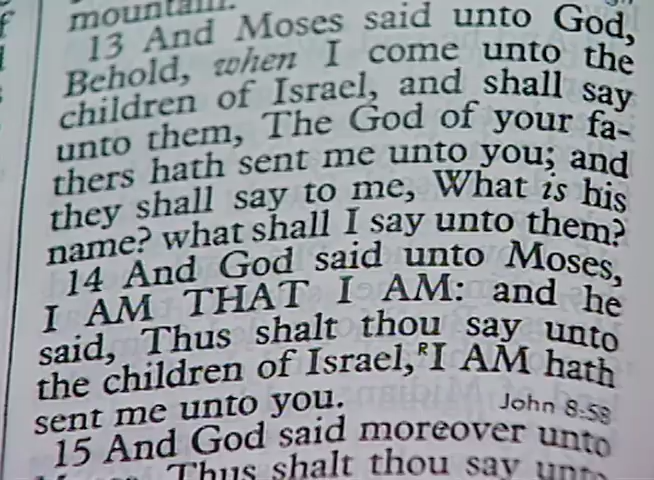 mountain.
13 And Moses said unto God,
Behold, when I come unto the
children of Israel, and shall say
unto them, The God of your fa-
thers hath sent me unto you; and
they shall say to me, What is his
name? what shall I say unto them?
14 And God said unto Moses,
I AM THAT I AM: and he
said, Thus shalt thou say unto
the children of Israel,ᴿI AM hath
sent me unto you. John 8:58
15 And God said moreover unto
Thus shalt thou say unto